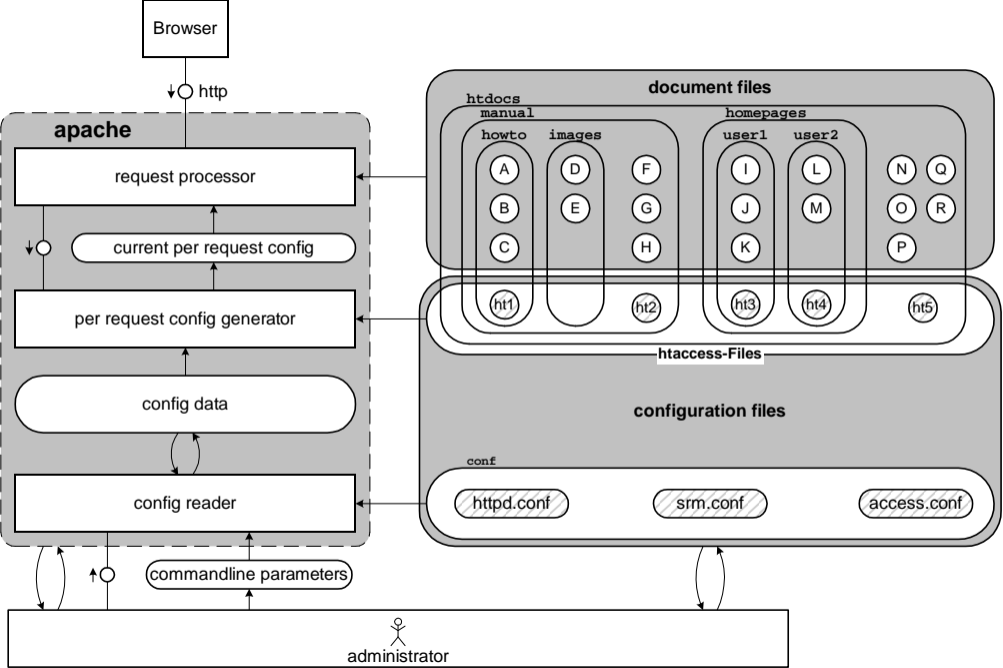 Browser
http
apache
request processor
current per request config
per request config generator
config data
config reader
commandline parameters
administrator
document files
htdocs
manual
homepages
howto
images
user1
user2
A
D
F
I
L
N
Q
B
E
G
J
M
O
R
C
H
K
P
ht1
ht2
ht3
ht4
ht5
htaccess-Files
configuration files
conf
httpd.conf
srm.conf
access.conf